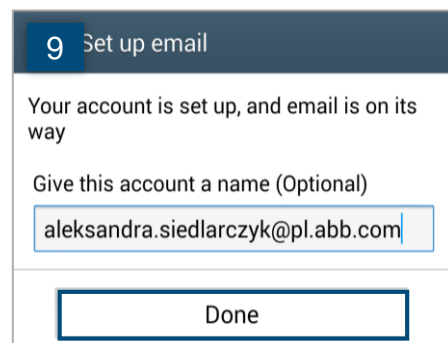 9 Set up email
Your account is set up, and email is on its
way
Give this account a name (Optional)
aleksandra.siedlarczyk@pl.abb.com
Done